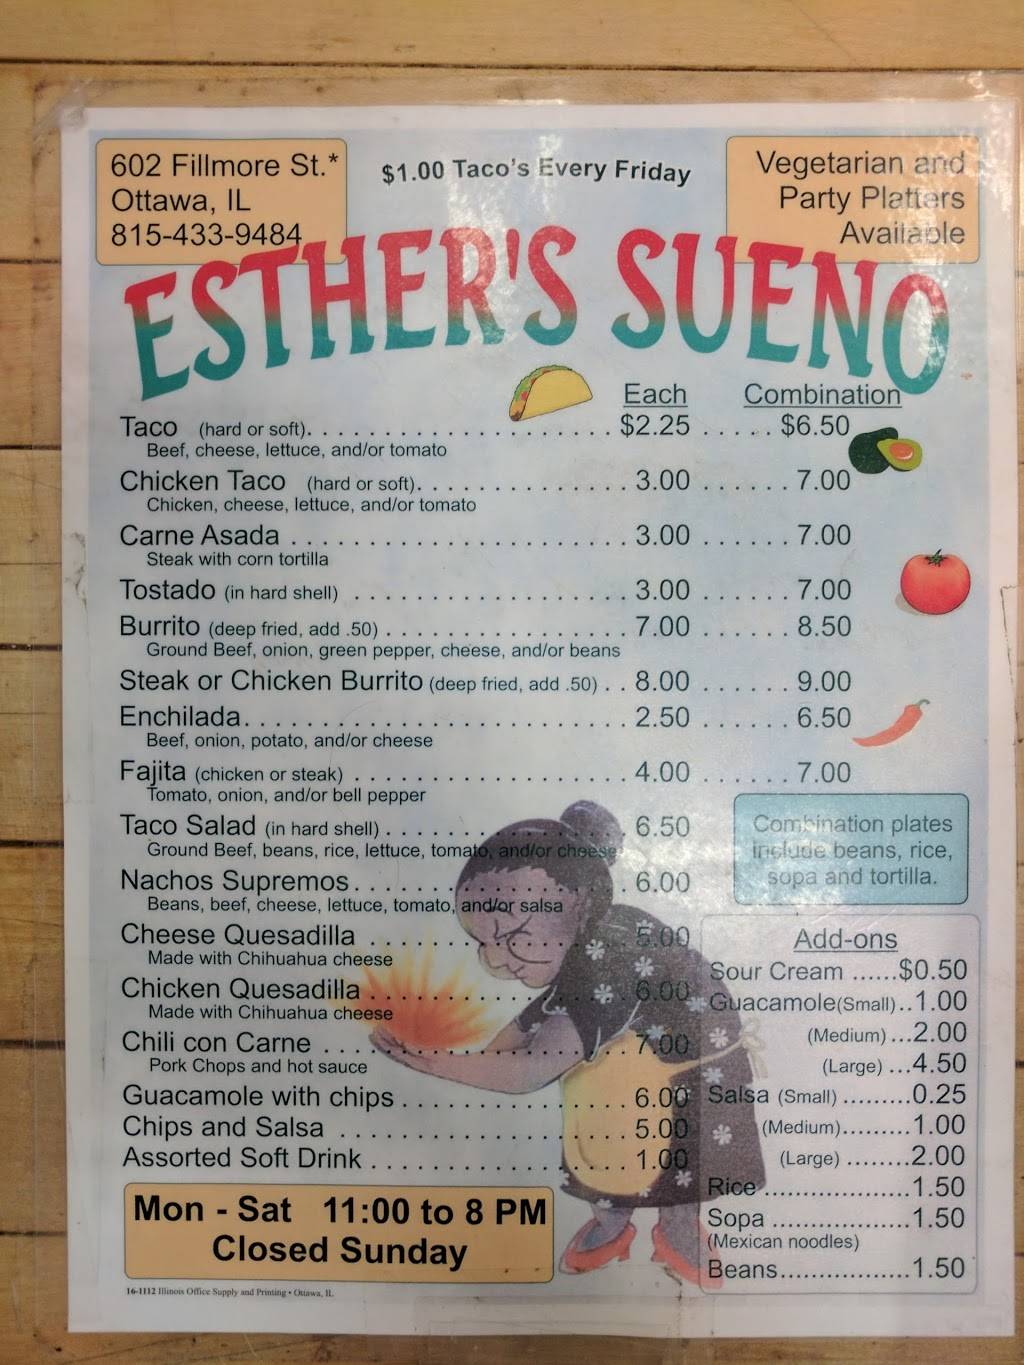 602 Fillmore St.*
Ottawa, IL
815-433-9484
$1.00 Taco's Every Friday
Vegetarian and
Party Platters
Available
ESTHER'S SUENO
Each Combination
Taco (hard or soft). . . . . . . . . . . . . . . . . . . $2.25 . . . . . $6.50
Beef, cheese, lettuce, and/or tomato
Chicken Taco (hard or soft). . . . . . . . . . . . . 3.00 . . . . . . 7.00
Chicken, cheese, lettuce, and/or tomato
Carne Asada . . . . . . . . . . . . . . . . . . . . . 3.00 . . . . . . 7.00
Steak with corn tortilla
Tostado (in hard shell) . . . . . . . . . . . . . . . . . 3.00 . . . . . . 7.00
Burrito (deep fried, add .50) . . . . . . . . . . . . . . . 7.00 . . . . . . 8.50
Ground Beef, onion, green pepper, cheese, and/or beans
Steak or Chicken Burrito (deep fried, add .50) . . 8.00 . . . . . . 9.00
Enchilada. . . . . . . . . . . . . . . . . . . . . . . . 2.50 . . . . . . 6.50
Beef, onion, potato, and/or cheese
Fajita (chicken or steak) . . . . . . . . . . . . . . . . . 4.00 . . . . . . 7.00
Tomato, onion, and/or bell pepper
Taco Salad (in hard shell) . . . . . . . . . . . . . . . 6.50
Ground Beef, beans, rice, lettuce, tomato, and/or cheese
Nachos Supremos. . . . . . . . . . . . . . . . . 6.00
Beans, beef, cheese, lettuce, tomato, and/or salsa
Cheese Quesadilla . . . . . . . . . . . . . . . . 5.00
Made with Chihuahua cheese
Chicken Quesadilla . . . . . . . . . . . . . . . . 6.00
Made with Chihuahua cheese
Chili con Carne . . . . . . . . . . . . . . . . . . . 7.00
Pork Chops and hot sauce
Guacamole with chips . . . . . . . . . . . . . . 6.00
Chips and Salsa . . . . . . . . . . . . . . . . . . 5.00
Assorted Soft Drink . . . . . . . . . . . . . . . . 1.00
Combination plates
include beans, rice,
sopa and tortilla.
Add-ons
Sour Cream ......$0.50
Guacamole(Small)..1.00
(Medium) ...2.00
(Large) ...4.50
Salsa (Small) .........0.25
(Medium).........1.00
(Large) ........2.00
Rice ...................1.50
Sopa ..................1.50
(Mexican noodles)
Beans.................1.50
Mon - Sat 11:00 to 8 PM
Closed Sunday
16-1112 Illinois Office Supply and Printing • Ottawa, IL